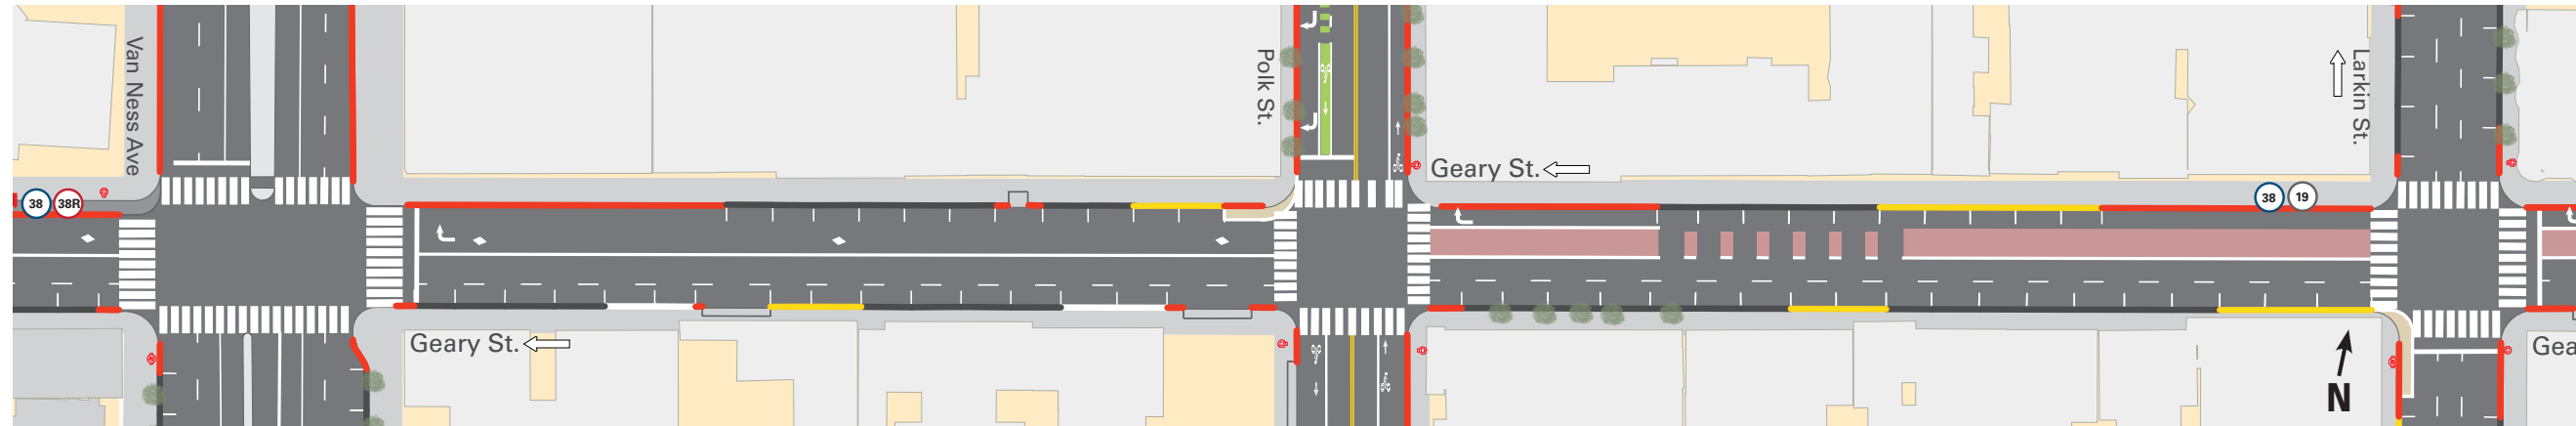 Van Ness Ave
38
38R
Geary St.
Polk St.
Geary St.
Larkin St.
38
19
N
Gea